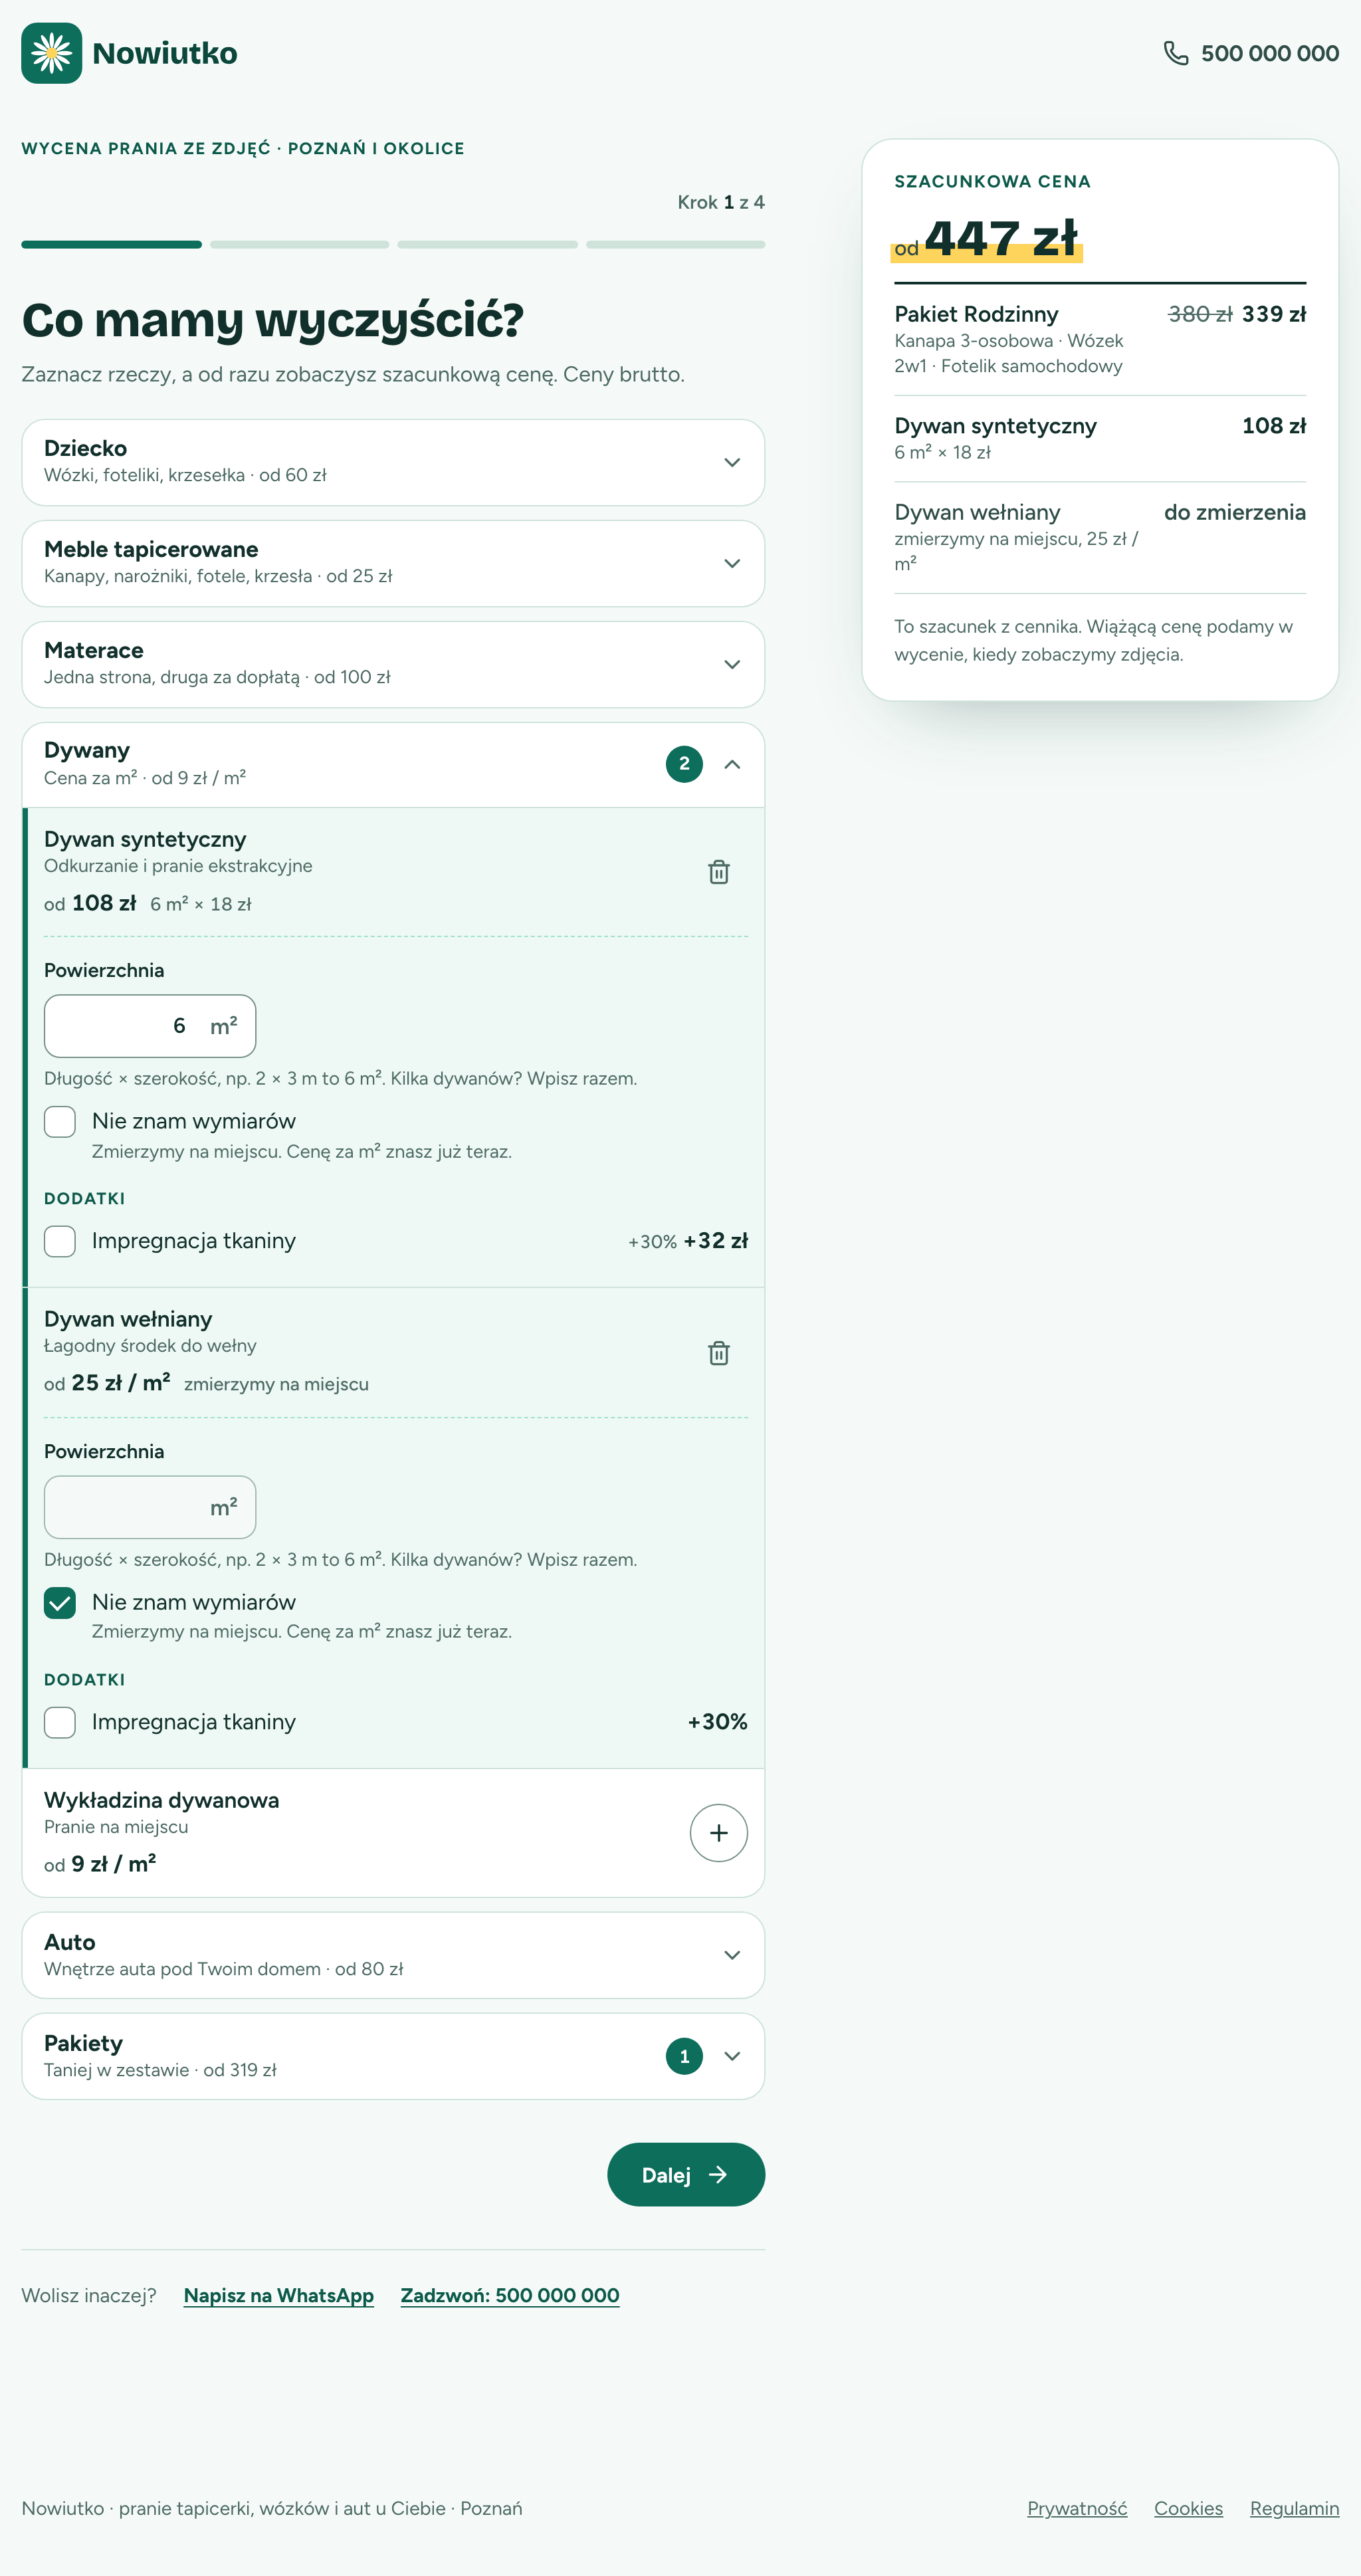 Nowiutko
500 000 000
WYCENA PRANIA ZE ZDJĘĆ · POZNAŃ I OKOLICE
Krok 1 z 4
Co mamy wyczyścić?
Zaznacz rzeczy, a od razu zobaczysz szacunkową cenę. Ceny brutto.
Dziecko
Wózki, foteliki, krzesełka · od 60 zł
Meble tapicerowane
Kanapy, narożniki, fotele, krzesła · od 25 zł
Materace
Jedna strona, druga za dopłatą · od 100 zł
Dywany
Cena za m² · od 9 zł / m²
2
Dywan syntetyczny
Odkurzanie i pranie ekstrakcyjne
od 108 zł 6 m² × 18 zł
Powierzchnia
6 m²
Długość × szerokość, np. 2 × 3 m to 6 m². Kilka dywanów? Wpisz razem.
Nie znam wymiarów
Zmierzymy na miejscu. Cenę za m² znasz już teraz.
DODATKI
Impregnacja tkaniny +30% +32 zł
Dywan wełniany
Łagodny środek do wełny
od 25 zł / m² zmierzymy na miejscu
Powierzchnia
m²
Długość × szerokość, np. 2 × 3 m to 6 m². Kilka dywanów? Wpisz razem.
Nie znam wymiarów
Zmierzymy na miejscu. Cenę za m² znasz już teraz.
DODATKI
Impregnacja tkaniny +30%
Wykładzina dywanowa
Pranie na miejscu
od 9 zł / m²
Auto
Wnętrze auta pod Twoim domem · od 80 zł
Pakiety
Taniej w zestawie · od 319 zł
1
Dalej
Wolisz inaczej? Napisz na WhatsApp Zadzwoń: 500 000 000
SZACUNKOWA CENA
od 447 zł
Pakiet Rodzinny 380 zł 339 zł
Kanapa 3-osobowa · Wózek
2w1 · Fotelik samochodowy
Dywan syntetyczny 108 zł
6 m² × 18 zł
Dywan wełniany do zmierzenia
zmierzymy na miejscu, 25 zł /
m²
To szacunek z cennika. Wiążącą cenę podamy w
wycenie, kiedy zobaczymy zdjęcia.
Nowiutko · pranie tapicerki, wózków i aut u Ciebie · Poznań
Prywatność Cookies Regulamin